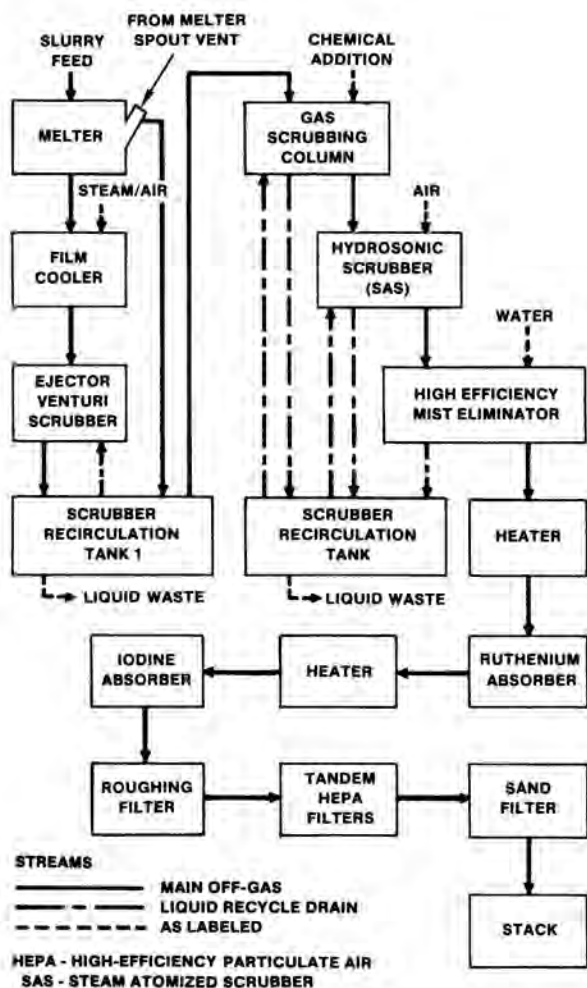 FROM MELTER
SPOUT VENT
SLURRY
FEED
CHEMICAL
ADDITION
MELTER
GAS
SCRUBBING
COLUMN
STEAM/AIR
AIR
FILM
COOLER
HYDROSONIC
SCRUBBER
(SAS)
WATER
EJECTOR
VENTURI
SCRUBBER
HIGH EFFICIENCY
MIST ELIMINATOR
SCRUBBER
RECIRCULATION
TANK 1
SCRUBBER
RECIRCULATION
TANK
HEATER
LIQUID WASTE
LIQUID WASTE
IODINE
ABSORBER
HEATER
RUTHENIUM
ABSORBER
ROUGHING
FILTER
TANDEM
HEPA
FILTERS
SAND
FILTER
STREAMS
MAIN OFF-GAS
LIQUID RECYCLE DRAIN
AS LABELED
STACK
HEPA - HIGH-EFFICIENCY PARTICULATE AIR
SAS - STEAM ATOMIZED SCRUBBER